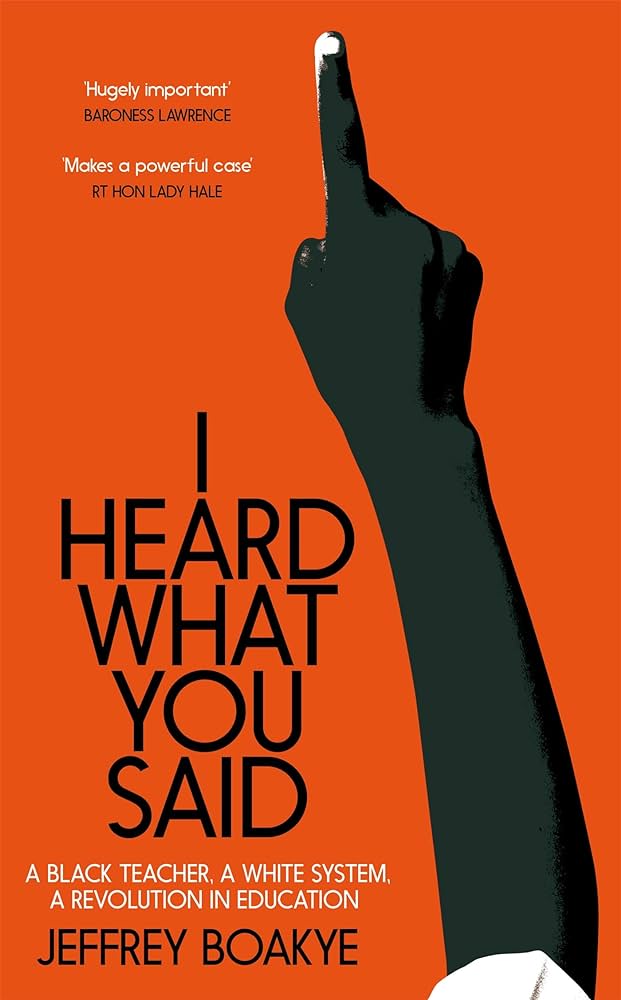 'Hugely important'
BARONESS LAWRENCE
'Makes a powerful case'
RT HON LADY HALE
I
HEARD
WHAT
YOU
SAID
A BLACK TEACHER, A WHITE SYSTEM,
A REVOLUTION IN EDUCATION
JEFFREY BOAKYE